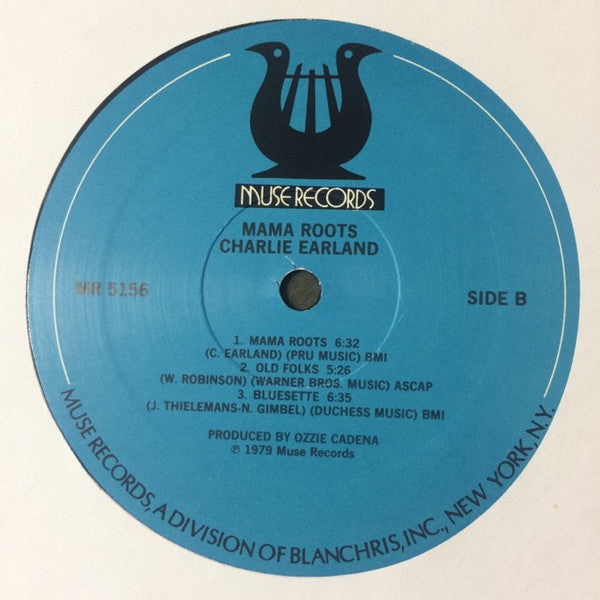 MUSE RECORDS
MAMA ROOTS
CHARLIE EARLAND
MR 5156
SIDE B
1. MAMA ROOTS 6:32
(C. EARLAND) (PRU MUSIC) BMI
2. OLD FOLKS 5:26
(W. ROBINSON) (WARNER BROS. MUSIC) ASCAP
3. BLUESETTE 6:35
(J. THIELEMANS-N. GIMBEL) (DUCHESS MUSIC) BMI
PRODUCED BY OZZIE CADENA
℗ 1979 Muse Records
MUSE RECORDS, A DIVISION OF BLANCHRIS, INC., NEW YORK, N.Y.